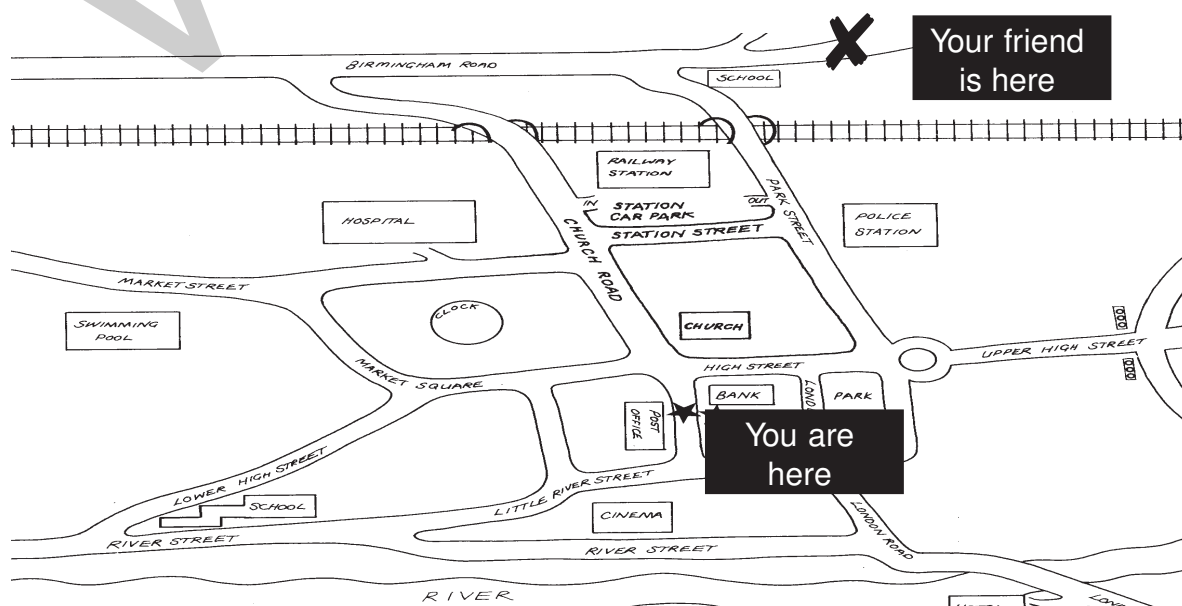 Your friend
is here
BIRMINGHAM ROAD
SCHOOL
RAILWAY
STATION
PARK STREET
IN
STATION
CAR PARK
OUT
HOSPITAL
POLICE
STATION
STATION STREET
CHURCH ROAD
MARKET STREET
CLOCK
SWIMMING
POOL
CHURCH
UPPER HIGH STREET
HIGH STREET
MARKET SQUARE
BANK
PARK
POST
OFFICE
You are
here
LOWER HIGH STREET
LITTLE RIVER STREET
SCHOOL
CINEMA
LONDON ROAD
RIVER STREET
RIVER STREET
RIVER